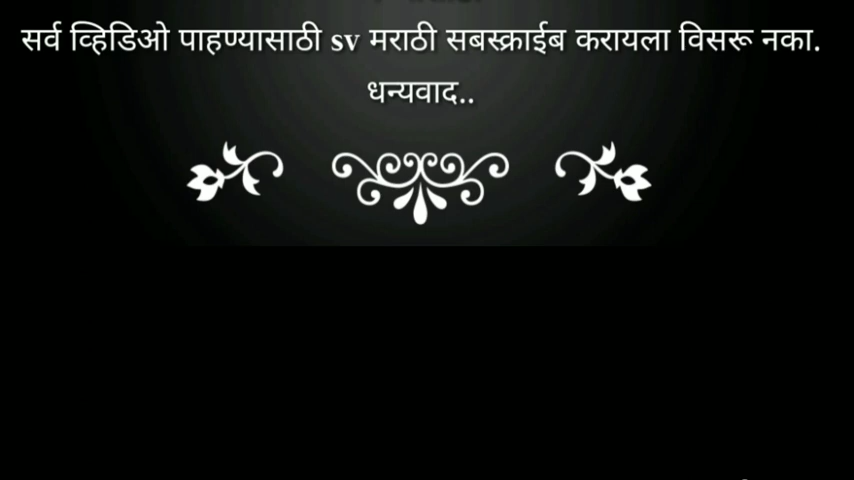 सर्व व्हिडिओ पाहण्यासाठी sv मराठी सबस्क्राईब करायला विसरू नका.
धन्यवाद..